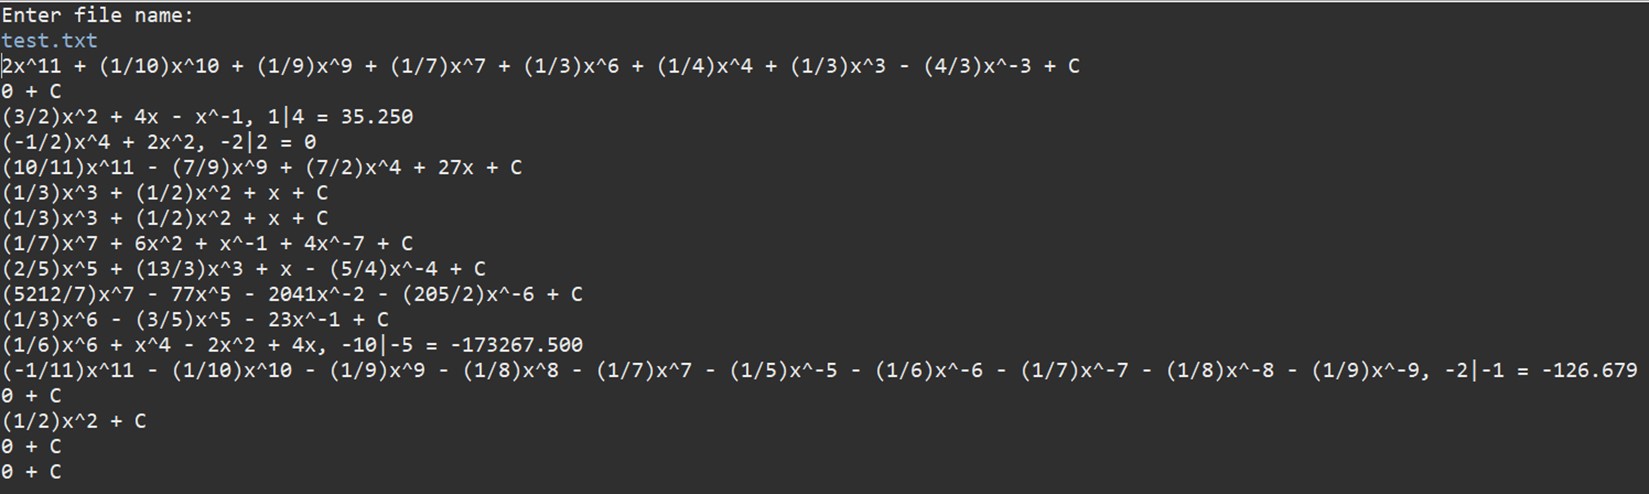 Enter file name:
test.txt
2x^11 + (1/10)x^10 + (1/9)x^9 + (1/7)x^7 + (1/3)x^6 + (1/4)x^4 + (1/3)x^3 - (4/3)x^-3 + C
0 + C
(3/2)x^2 + 4x - x^-1, 1|4 = 35.250
(-1/2)x^4 + 2x^2, -2|2 = 0
(10/11)x^11 - (7/9)x^9 + (7/2)x^4 + 27x + C
(1/3)x^3 + (1/2)x^2 + x + C
(1/3)x^3 + (1/2)x^2 + x + C
(1/7)x^7 + 6x^2 + x^-1 + 4x^-7 + C
(2/5)x^5 + (13/3)x^3 + x - (5/4)x^-4 + C
(5212/7)x^7 - 77x^5 - 2041x^-2 - (205/2)x^-6 + C
(1/3)x^6 - (3/5)x^5 - 23x^-1 + C
(1/6)x^6 + x^4 - 2x^2 + 4x, -10|-5 = -173267.500
(-1/11)x^11 - (1/10)x^10 - (1/9)x^9 - (1/8)x^8 - (1/7)x^7 - (1/5)x^-5 - (1/6)x^-6 - (1/7)x^-7 - (1/8)x^-8 - (1/9)x^-9, -2|-1 = -126.679
0 + C
(1/2)x^2 + C
0 + C
0 + C